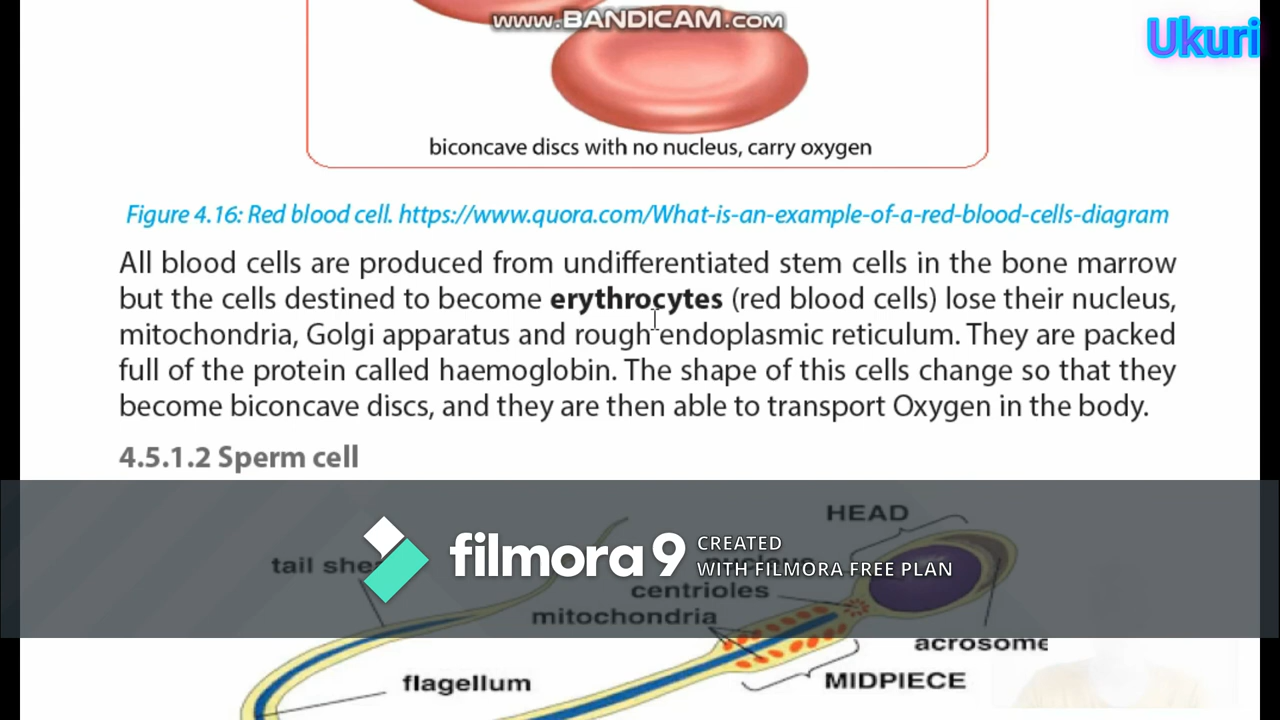 www.BANDICAM.com
Ukuri
biconcave discs with no nucleus, carry oxygen
Figure 4.16: Red blood cell. https://www.quora.com/What-is-an-example-of-a-red-blood-cells-diagram
All blood cells are produced from undifferentiated stem cells in the bone marrow
but the cells destined to become erythrocytes (red blood cells) lose their nucleus,
mitochondria, Golgi apparatus and rough endoplasmic reticulum. They are packed
full of the protein called haemoglobin. The shape of this cells change so that they
become biconcave discs, and they are then able to transport Oxygen in the body.
4.5.1.2 Sperm cell
HEAD
tail
filmora 9
CREATED
WITH FILMORA FREE PLAN
centrioles
mitochondria
acrosome
flagellum
MIDPIECE